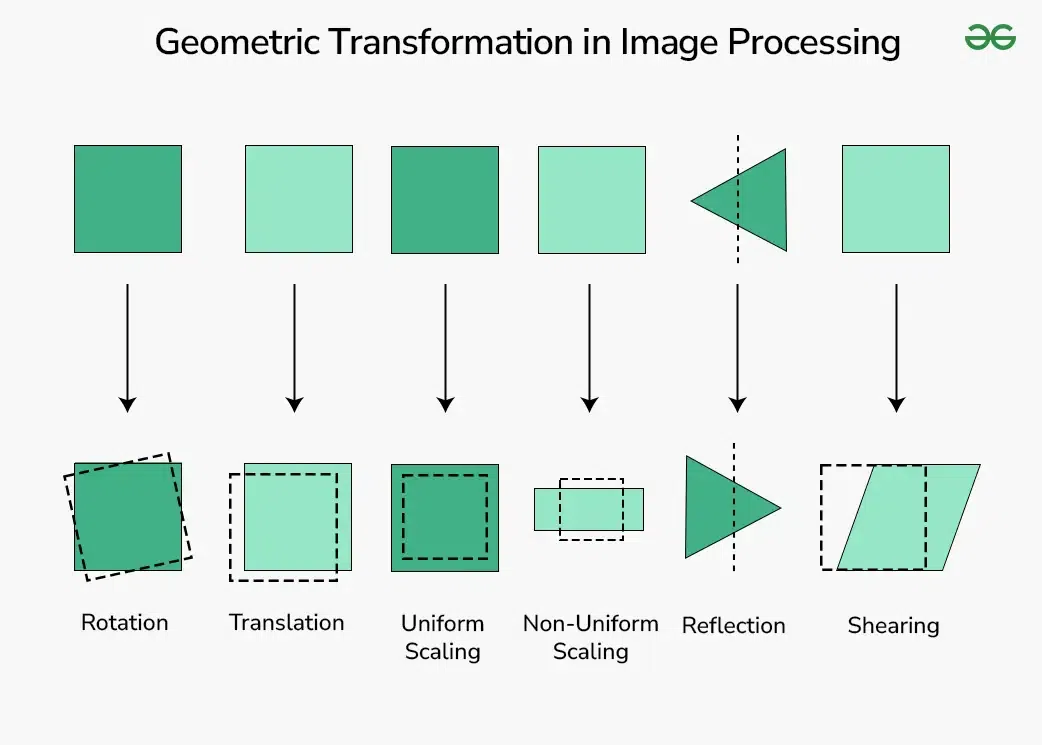 Geometric Transformation in Image Processing
Rotation
Translation
Uniform
Scaling
Non-Uniform
Scaling
Reflection
Shearing